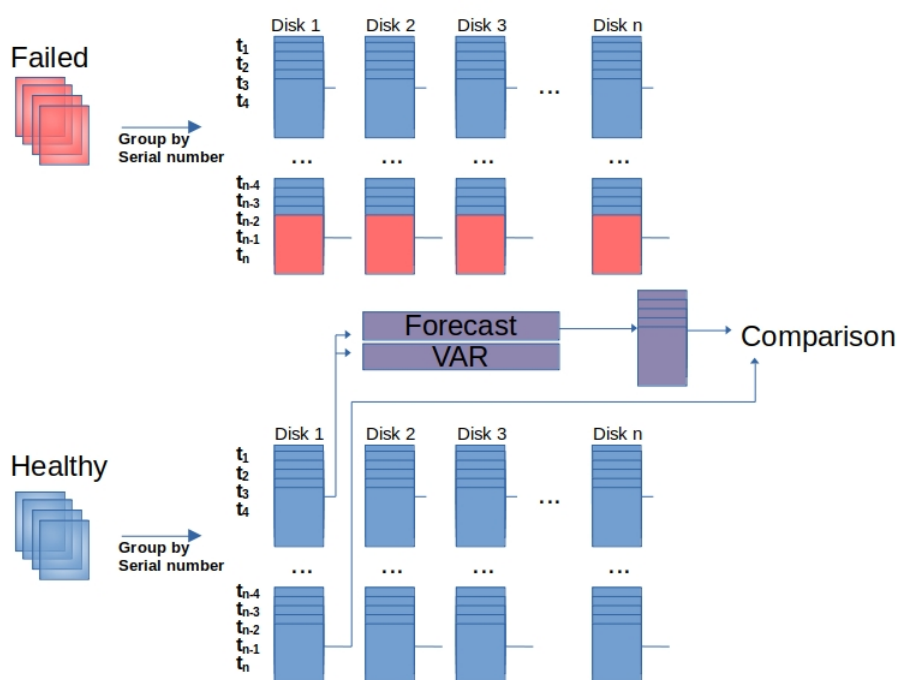 Disk 1 Disk 2 Disk 3 Disk n
Failed
t1
t2
t3
t4
...
Group by
Serial number
... ... ... ...
tn-4
tn-3
tn-2
tn-1
tn
Forecast
VAR
Comparison
Disk 1 Disk 2 Disk 3 Disk n
Healthy
t1
t2
t3
t4
...
Group by
Serial number
... ... ... ...
tn-4
tn-3
tn-2
tn-1
tn